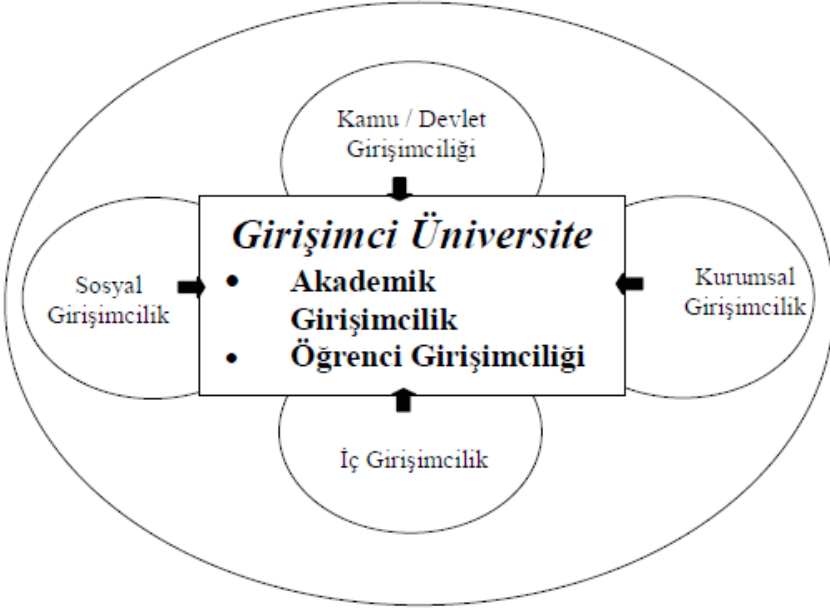 Kamu / Devlet
Girişimciliği
Girişimci Üniversite
• Akademik
Girişimcilik
• Öğrenci Girişimciliği
Sosyal
Girişimcilik
Kurumsal
Girişimcilik
İç Girişimcilik